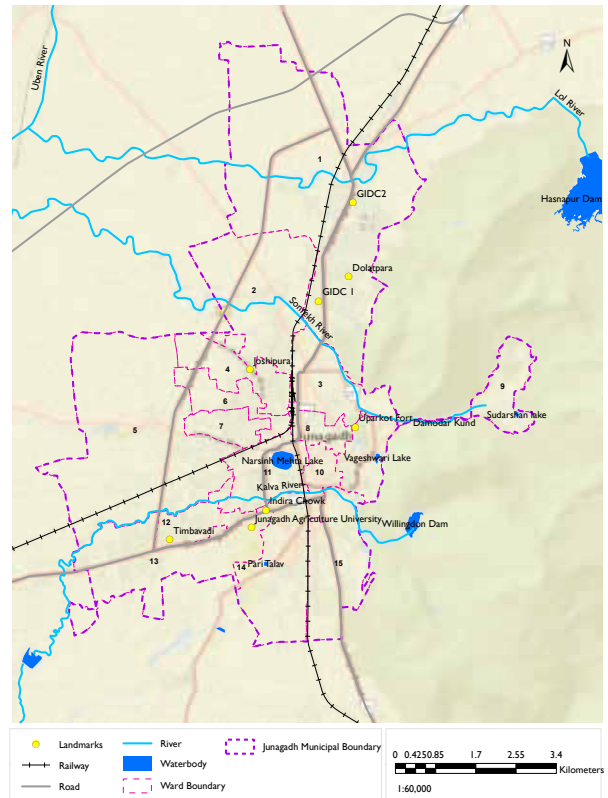 N
Uben River
Lol River
1
GIDC2
Hasnapur Dam
Dolatpara
2
GIDC 1
Somrekh River
4
Joshipura
3
9
6
5
7
8
Uparkot Fort
Sudarshan lake
Damodar Kund
Junagadh
Narsinh Mehta Lake
Vageshwari Lake
11
10
Kalva River
Indira Chowk
12
Junagadh Agriculture University
Willingdon Dam
Timbavadi
13
14
Pari Talav
15
Landmarks
River
Junagadh Municipal Boundary
Railway
Waterbody
Road
Ward Boundary
0 0.425 0.85 1.7 2.55 3.4
Kilometers
1:60,000